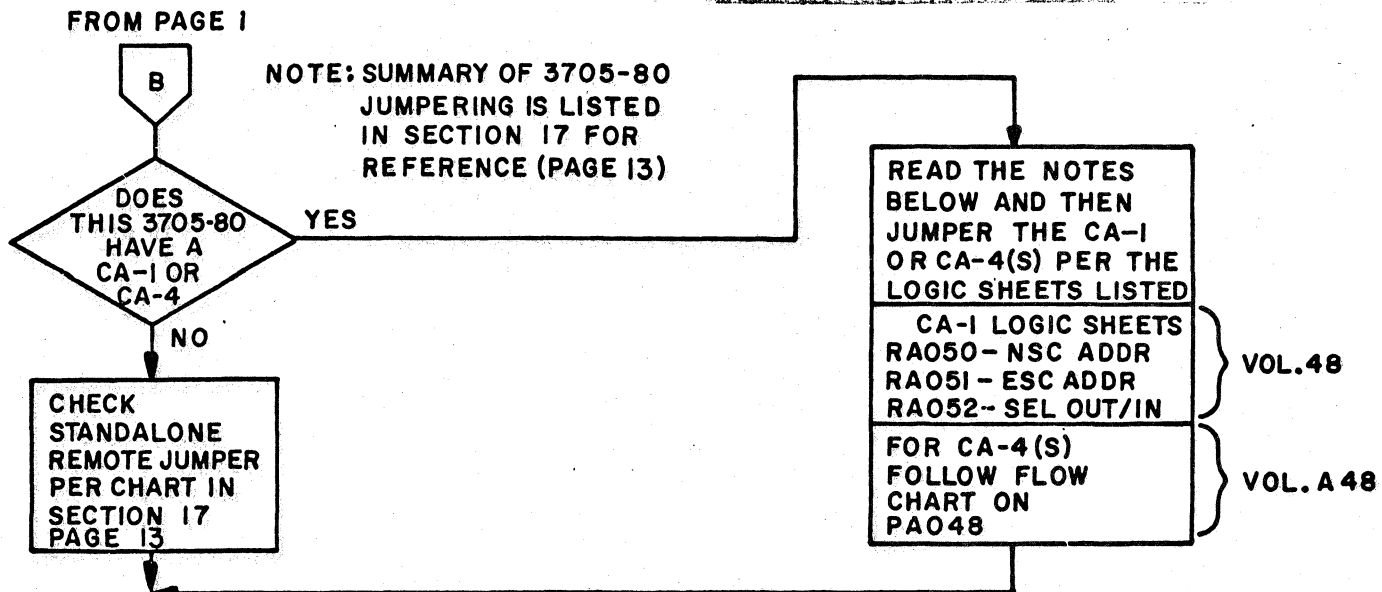 FROM PAGE 1
B
NOTE: SUMMARY OF 3705-80
JUMPERING IS LISTED
IN SECTION 17 FOR
REFERENCE (PAGE 13)
DOES
THIS 3705-80
HAVE A
CA-1 OR
CA-4
YES
NO
CHECK
STANDALONE
REMOTE JUMPER
PER CHART IN
SECTION 17
PAGE 13
READ THE NOTES
BELOW AND THEN
JUMPER THE CA-1
OR CA-4(S) PER THE
LOGIC SHEETS LISTED
CA-1 LOGIC SHEETS
RA050-NSC ADDR
RA051-ESC ADDR
RA052-SEL OUT/IN
VOL.48
FOR CA-4(S)
FOLLOW FLOW
CHART ON
PA048
VOL. A48